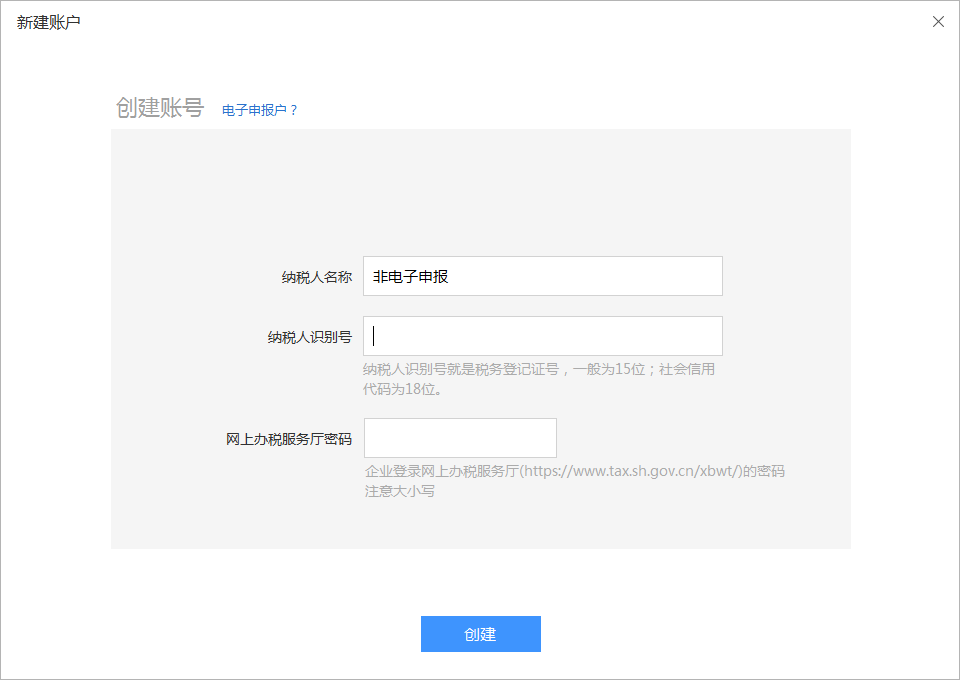 新建账户
创建账号 电子申报户？
纳税人名称 非电子申报
纳税人识别号
纳税人识别号就是税务登记证号，一般为15位；社会信用
代码为18位。
网上办税服务厅密码
企业登录网上办税服务厅(https://www.tax.sh.gov.cn/xbwt/)的密码
注意大小写
创建